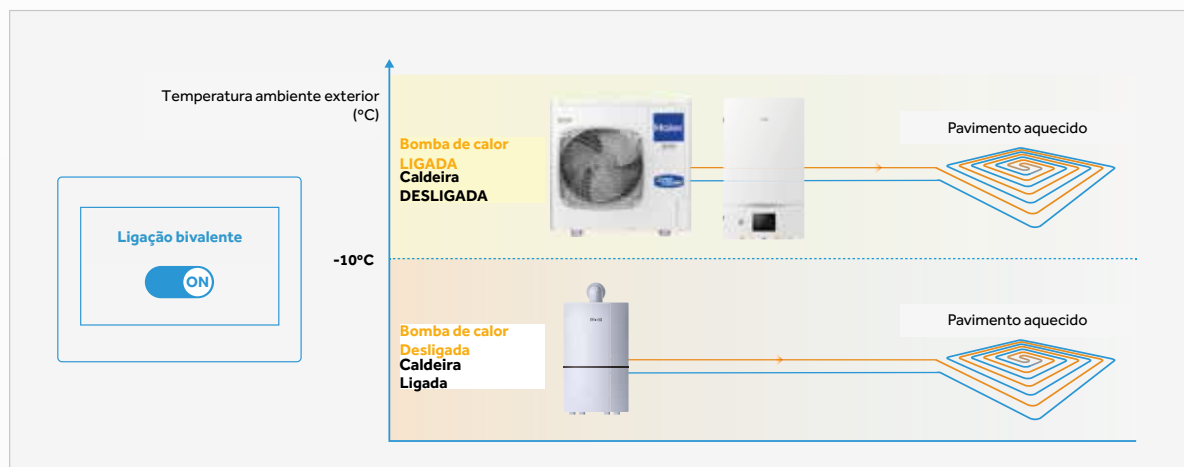 Temperatura ambiente exterior
(ºC)
Bomba de calor
LIGADA
Caldeira
DESLIGADA
Haier
Pavimento aquecido
Ligação bivalente
ON
-10ºC
Bomba de calor
Desligada
Caldeira
Ligada
Pavimento aquecido